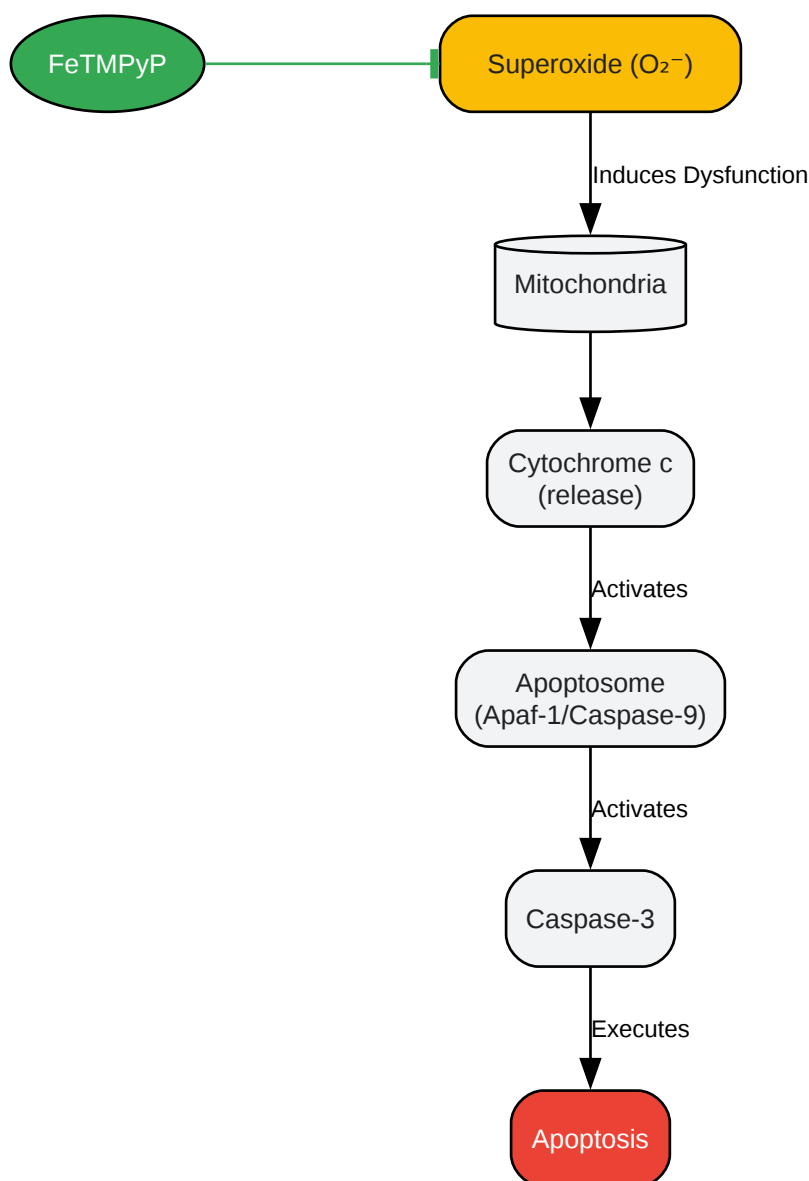 FeTMPyP
Superoxide (O₂⁻)
Induces Dysfunction
Mitochondria
Cytochrome c
(release)
Activates
Apoptosome
(Apaf-1/Caspase-9)
Activates
Caspase-3
Executes
Apoptosis